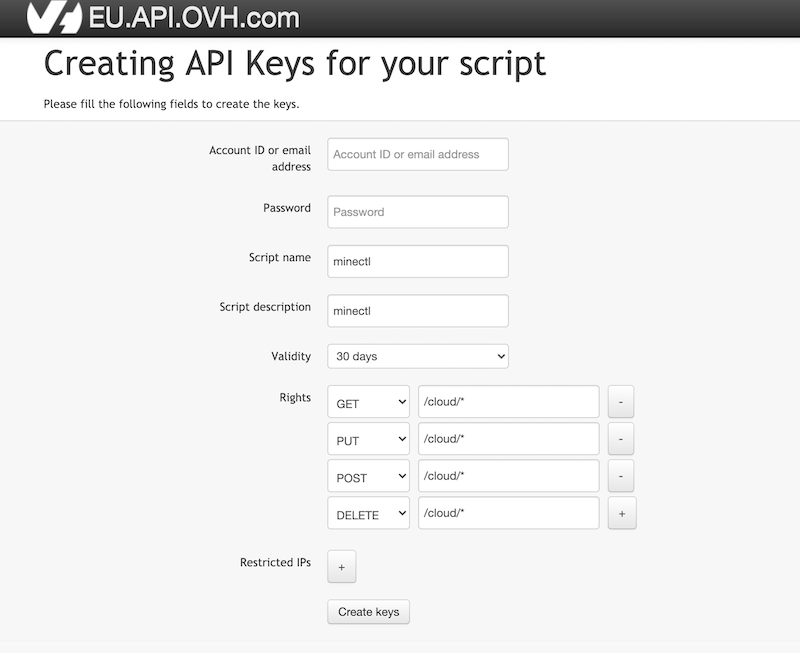 EU.API.OVH.com
Creating API Keys for your script
Please fill the following fields to create the keys.
Account ID or email
address
Account ID or email address
Password
Password
Script name
minectl
Script description
minectl
Validity
30 days
Rights
GET
/cloud/*
-
PUT
/cloud/*
-
POST
/cloud/*
-
DELETE
/cloud/*
+
Restricted IPs
+
Create keys